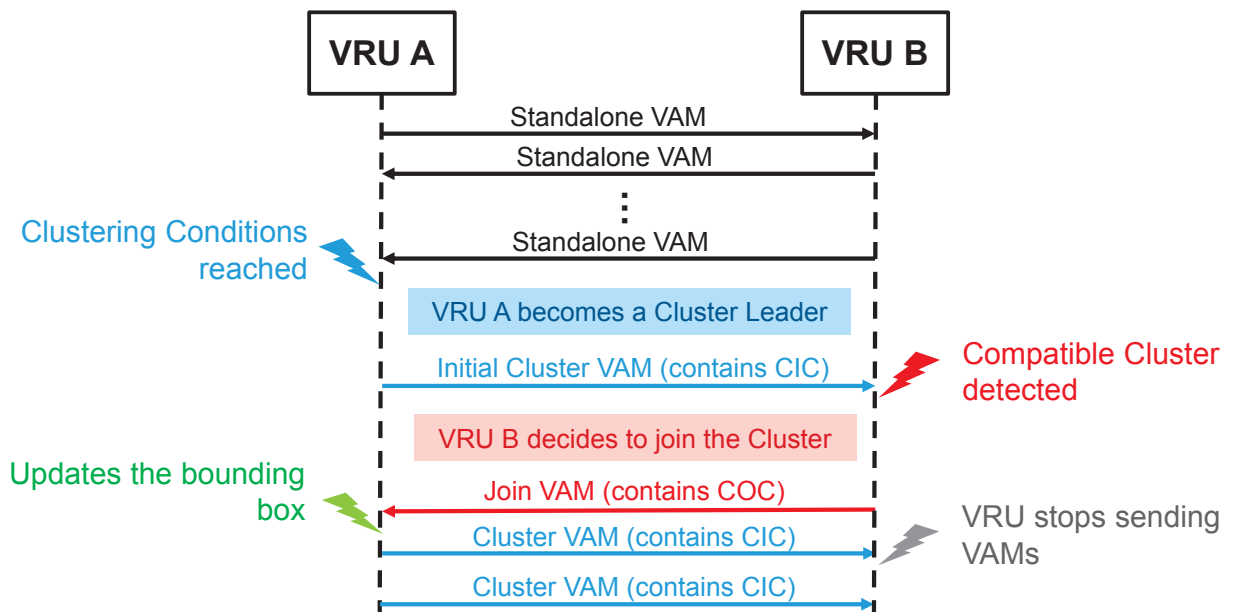 VRU A
VRU B
Standalone VAM
Standalone VAM
Clustering Conditions
reached
Standalone VAM
VRU A becomes a Cluster Leader
Initial Cluster VAM (contains CIC)
Compatible Cluster
detected
VRU B decides to join the Cluster
Updates the bounding
box
Join VAM (contains COC)
Cluster VAM (contains CIC)
VRU stops sending
VAMs
Cluster VAM (contains CIC)